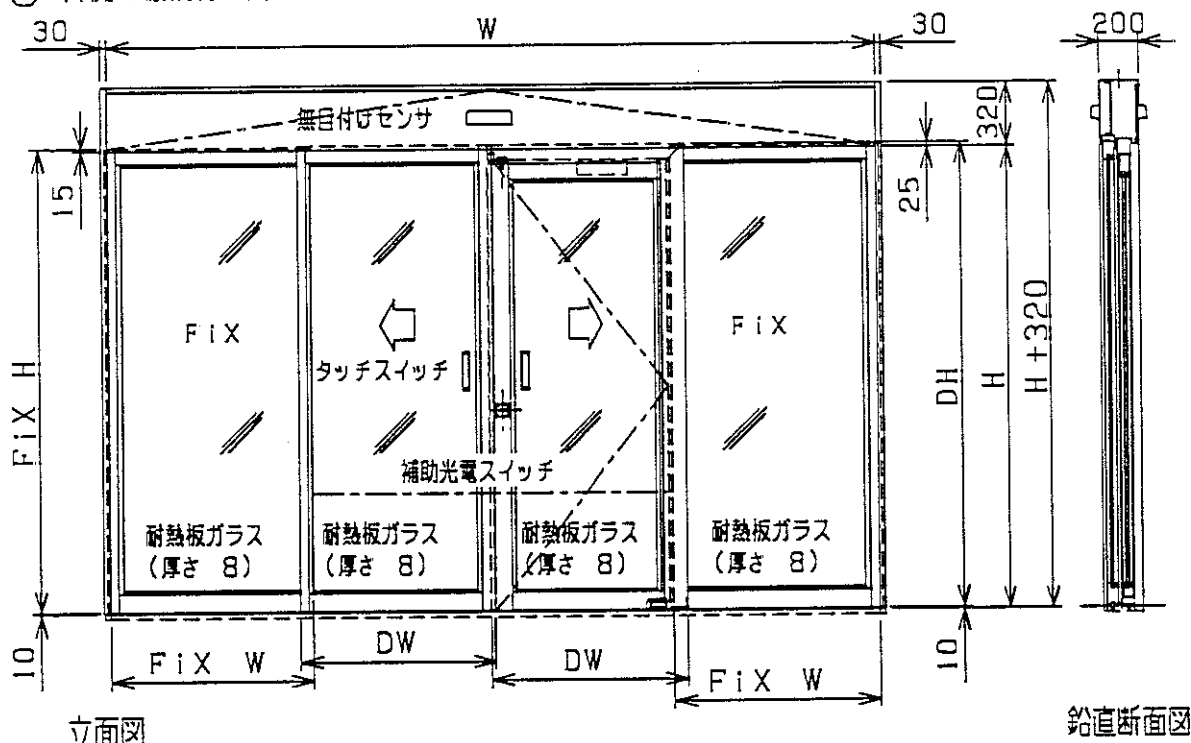 30
W
30
200
無目付けセンサ
320
15
25
FiX
FiX
タッチスイッチ
FiX H
DH
H
H+320
補助光電スイッチ
耐熱板ガラス
(厚さ 8)
耐熱板ガラス
(厚さ 8)
耐熱板ガラス
(厚さ 8)
耐熱板ガラス
(厚さ 8)
10
FiX W
DW
DW
FiX W
10
立面図
鉛直断面図